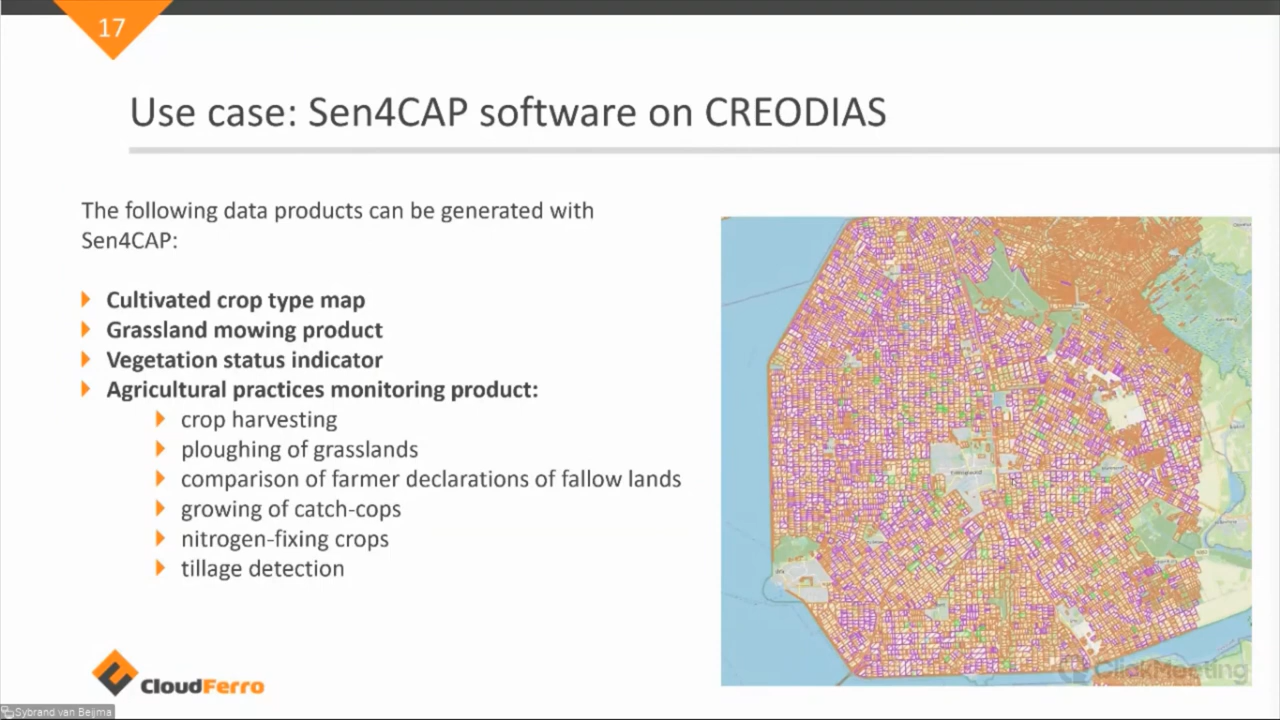 17
Use case: Sen4CAP software on CREODIAS
The following data products can be generated with
Sen4CAP:
Cultivated crop type map
Grassland mowing product
Vegetation status indicator
Agricultural practices monitoring product:
crop harvesting
ploughing of grasslands
comparison of farmer declarations of fallow lands
growing of catch-cops
nitrogen-fixing crops
tillage detection
CloudFerro
ClickMeeting
Sybrand van Beijma